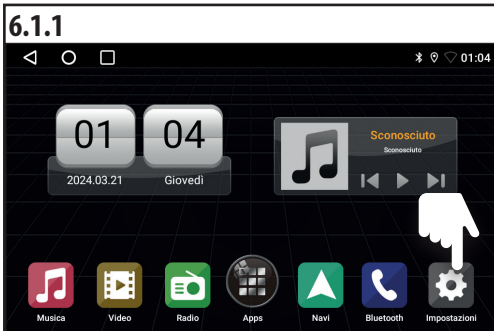 6.1.1
01:04
01 04
2024.03.21 Giovedì
Sconosciuto
Sconosciuto
Musica Video Radio Apps Navi Bluetooth Impostazioni